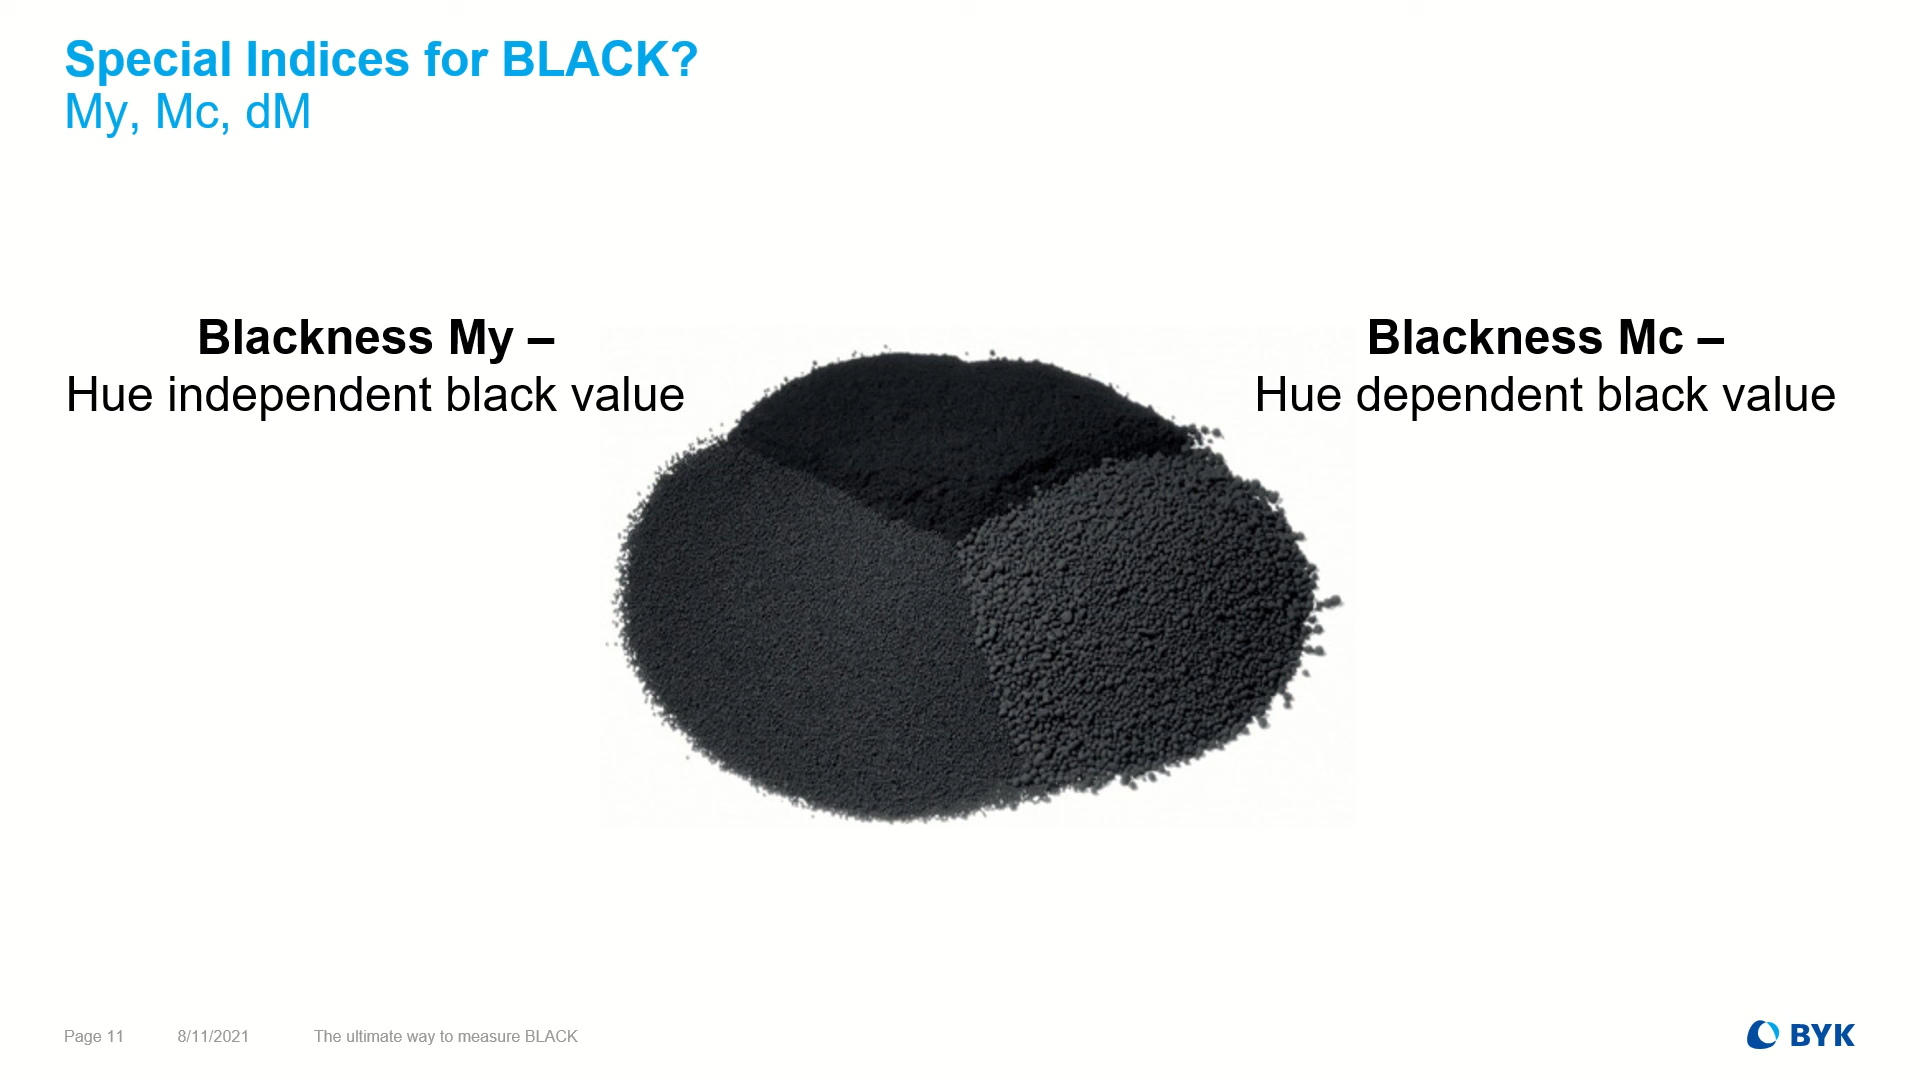 Special Indices for BLACK?
My, Mc, dM
Blackness My –
Hue independent black value
Blackness Mc –
Hue dependent black value
Page 11 8/11/2021 The ultimate way to measure BLACK
BYK